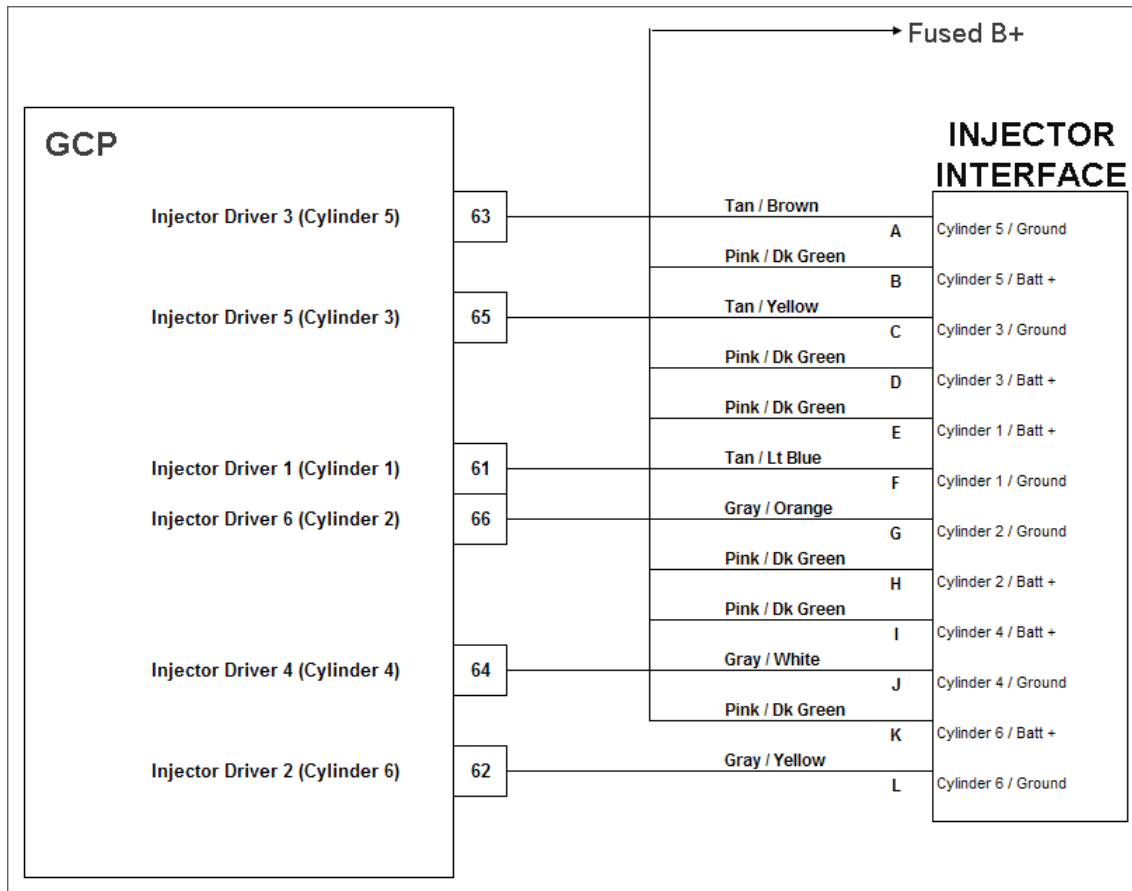 Fused B+
GCP
INJECTOR
INTERFACE
Injector Driver 3 (Cylinder 5) 63 Tan / Brown A Cylinder 5 / Ground
Pink / Dk Green B Cylinder 5 / Batt +
Injector Driver 5 (Cylinder 3) 65 Tan / Yellow C Cylinder 3 / Ground
Pink / Dk Green D Cylinder 3 / Batt +
Pink / Dk Green E Cylinder 1 / Batt +
Injector Driver 1 (Cylinder 1) 61 Tan / Lt Blue F Cylinder 1 / Ground
Injector Driver 6 (Cylinder 2) 66 Gray / Orange G Cylinder 2 / Ground
Pink / Dk Green H Cylinder 2 / Batt +
Pink / Dk Green I Cylinder 4 / Batt +
Injector Driver 4 (Cylinder 4) 64 Gray / White J Cylinder 4 / Ground
Pink / Dk Green K Cylinder 6 / Batt +
Injector Driver 2 (Cylinder 6) 62 Gray / Yellow L Cylinder 6 / Ground